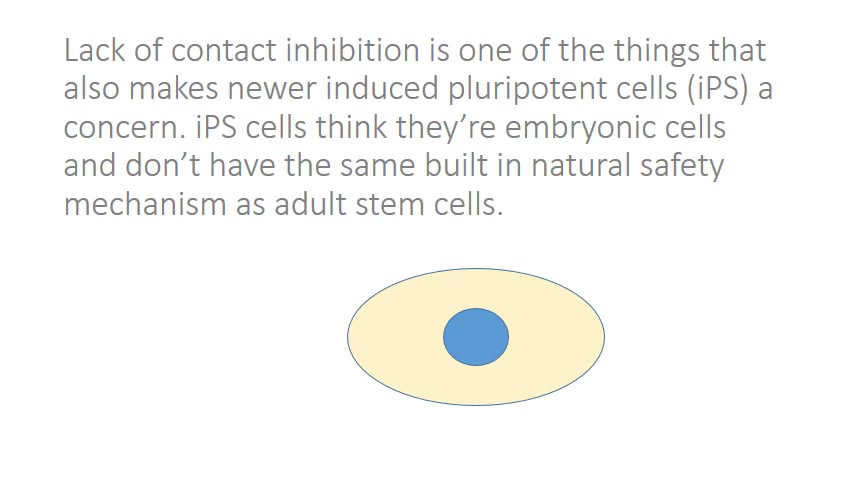 Lack of contact inhibition is one of the things that
also makes newer induced pluripotent cells (iPS) a
concern. iPS cells think they’re embryonic cells
and don’t have the same built in natural safety
mechanism as adult stem cells.